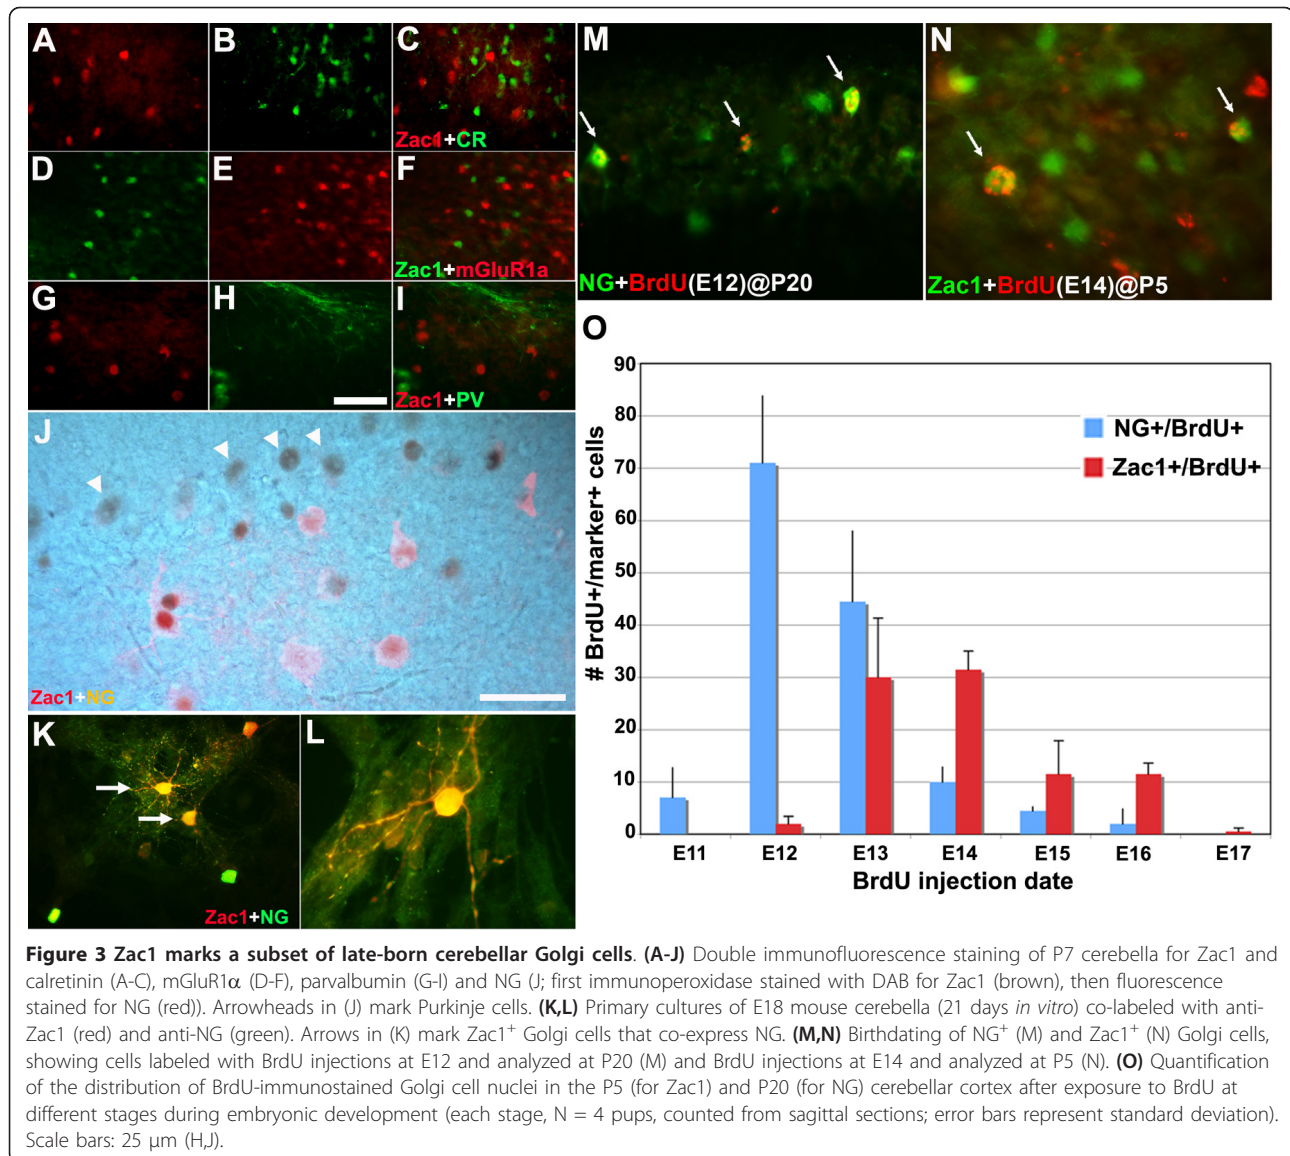 A
B
C
Zac1+CR
D
E
F
Zac1+mGluR1a
G
H
I
Zac1+PV
J
Zac1+NG
K
Zac1+NG
L
M
NG+BrdU(E12)@P20
N
Zac1+BrdU(E14)@P5
O
# BrdU+/marker+ cells
90
80
70
60
50
40
30
20
10
0
NG+/BrdU+
Zac1+/BrdU+
E11 E12 E13 E14 E15 E16 E17
BrdU injection date
Figure 3 Zac1 marks a subset of late-born cerebellar Golgi cells. (A-J) Double immunofluorescence staining of P7 cerebella for Zac1 and
calretinin (A-C), mGluR1α (D-F), parvalbumin (G-I) and NG (J; first immunoperoxidase stained with DAB for Zac1 (brown), then fluorescence
stained for NG (red)). Arrowheads in (J) mark Purkinje cells. (K,L) Primary cultures of E18 mouse cerebella (21 days in vitro) co-labeled with anti-
Zac1 (red) and anti-NG (green). Arrows in (K) mark Zac1⁺ Golgi cells that co-express NG. (M,N) Birthdating of NG⁺ (M) and Zac1⁺ (N) Golgi cells,
showing cells labeled with BrdU injections at E12 and analyzed at P20 (M) and BrdU injections at E14 and analyzed at P5 (N). (O) Quantification
of the distribution of BrdU-immunostained Golgi cell nuclei in the P5 (for Zac1) and P20 (for NG) cerebellar cortex after exposure to BrdU at
different stages during embryonic development (each stage, N = 4 pups, counted from sagittal sections; error bars represent standard deviation).
Scale bars: 25 μm (H,J).